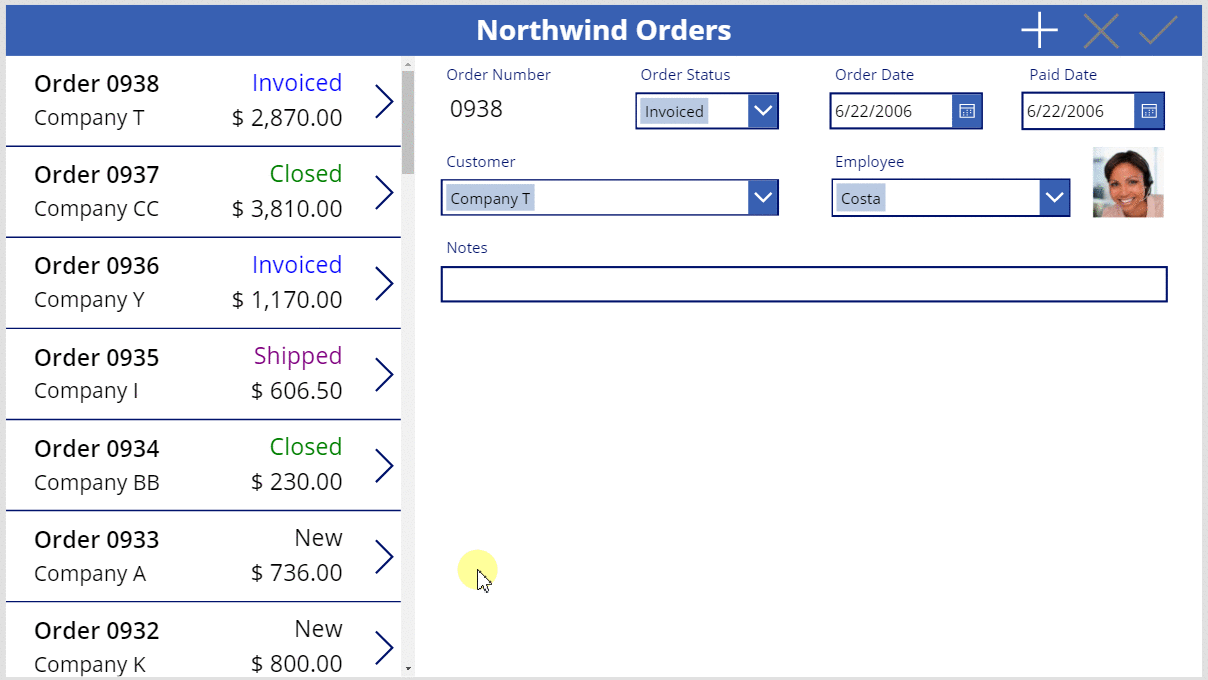 Northwind Orders
Order 0938 Invoiced
Company T $ 2,870.00
Order 0937 Closed
Company CC $ 3,810.00
Order 0936 Invoiced
Company Y $ 1,170.00
Order 0935 Shipped
Company I $ 606.50
Order 0934 Closed
Company BB $ 230.00
Order 0933 New
Company A $ 736.00
Order 0932 New
Company K $ 800.00
Order Number Order Status Order Date Paid Date
0938 Invoiced 6/22/2006 6/22/2006
Customer Employee
Company T Costa
Notes